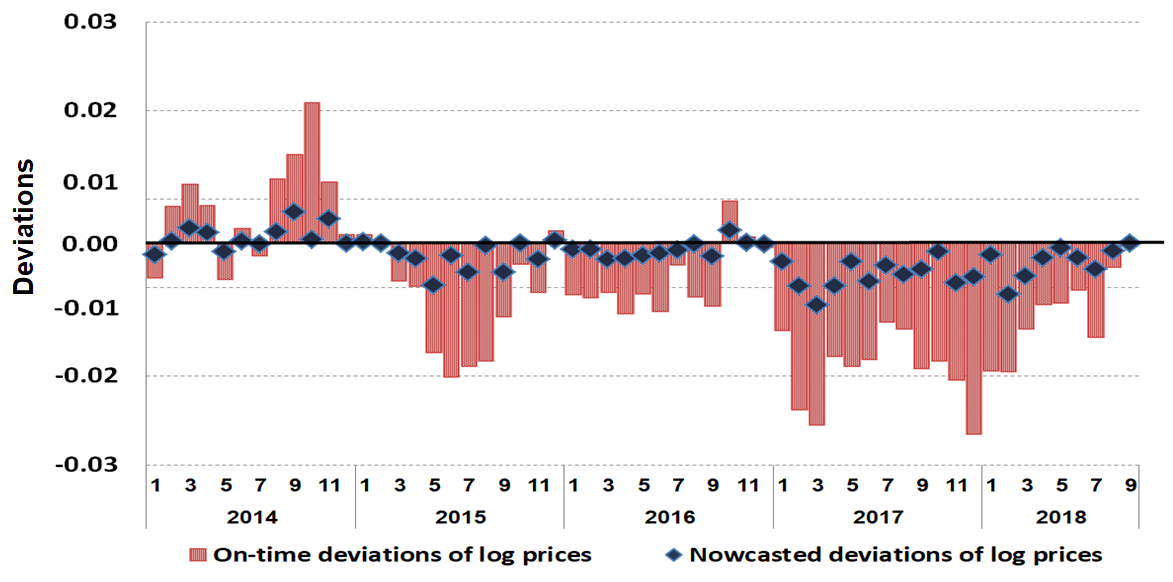 0.03
0.02
0.01
0.00
-0.01
-0.02
-0.03
Deviations
1 3 5 7 9 11 1 3 5 7 9 11 1 3 5 7 9 11 1 3 5 7 9 11 1 3 5 7 9
2014 2015 2016 2017 2018
On-time deviations of log prices Nowcasted deviations of log prices